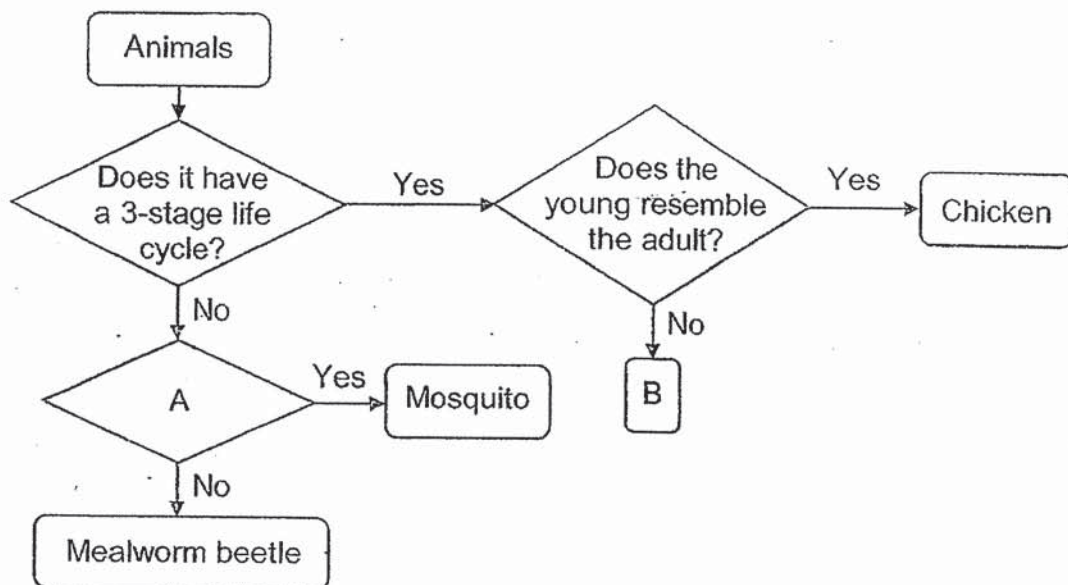 Animals
Does it have
a 3-stage life
cycle?
Yes
Does the
young resemble
the adult?
Yes
Chicken
No
No
A
Yes
Mosquito
B
No
Mealworm beetle